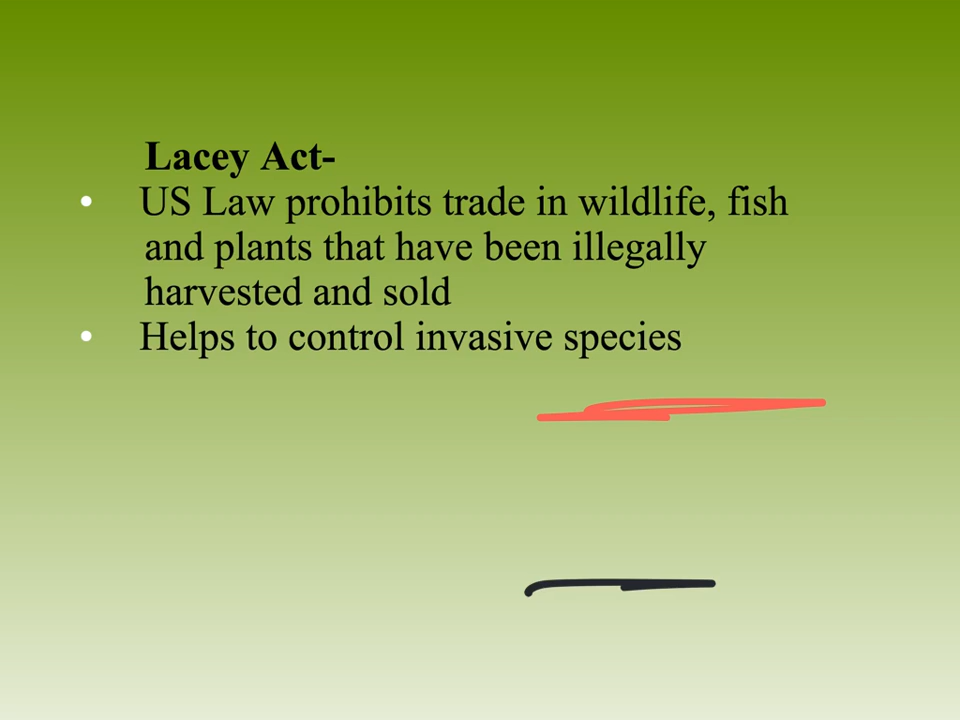 Lacey Act-
• US Law prohibits trade in wildlife, fish
and plants that have been illegally
harvested and sold
• Helps to control invasive species